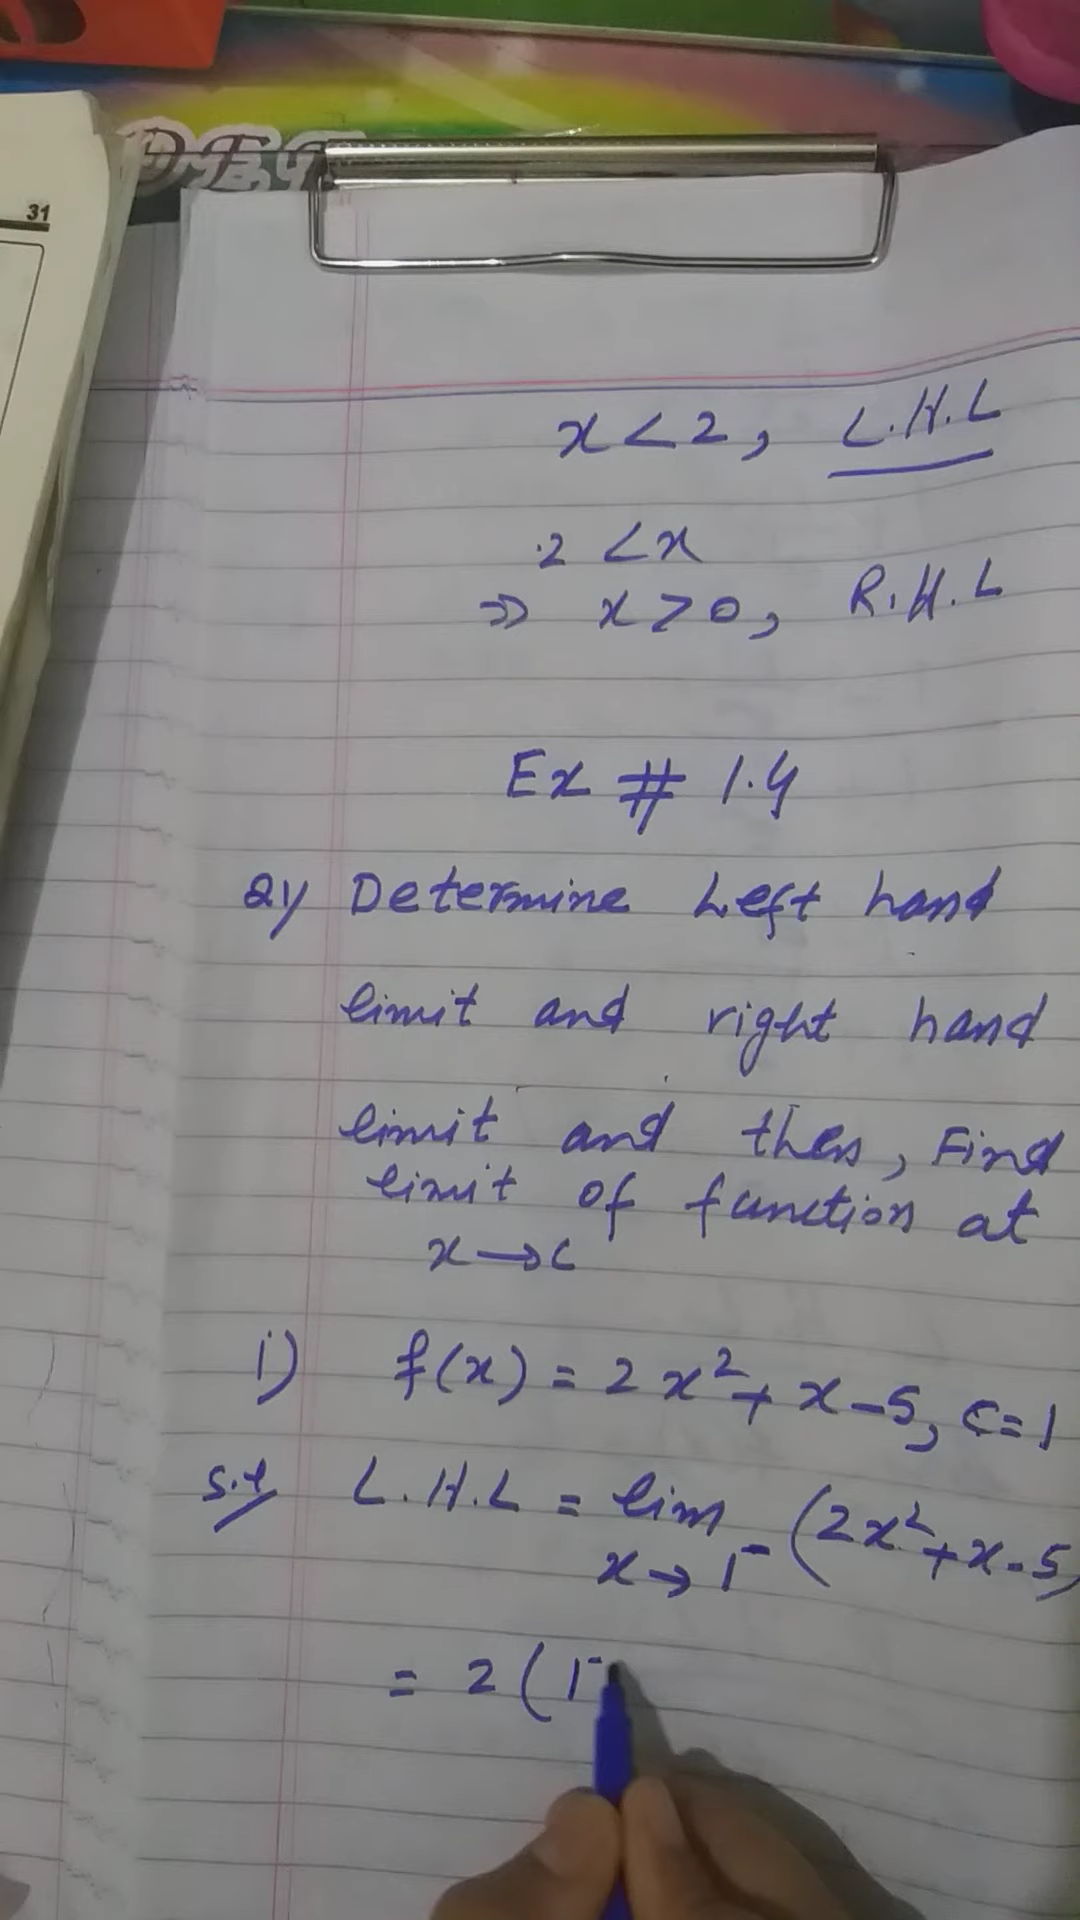 31
x < 2, L.H.L
2 < x
⇒ x > 0, R.H.L
Ex # 1.4
Determine Left hand
limit and right hand
limit and then, Find
limit of function at
x → c
i) f(x) = 2x² + x - 5, c = 1
L.H.L = lim (2x² + x - 5
x → 1⁻
= 2 (1⁻